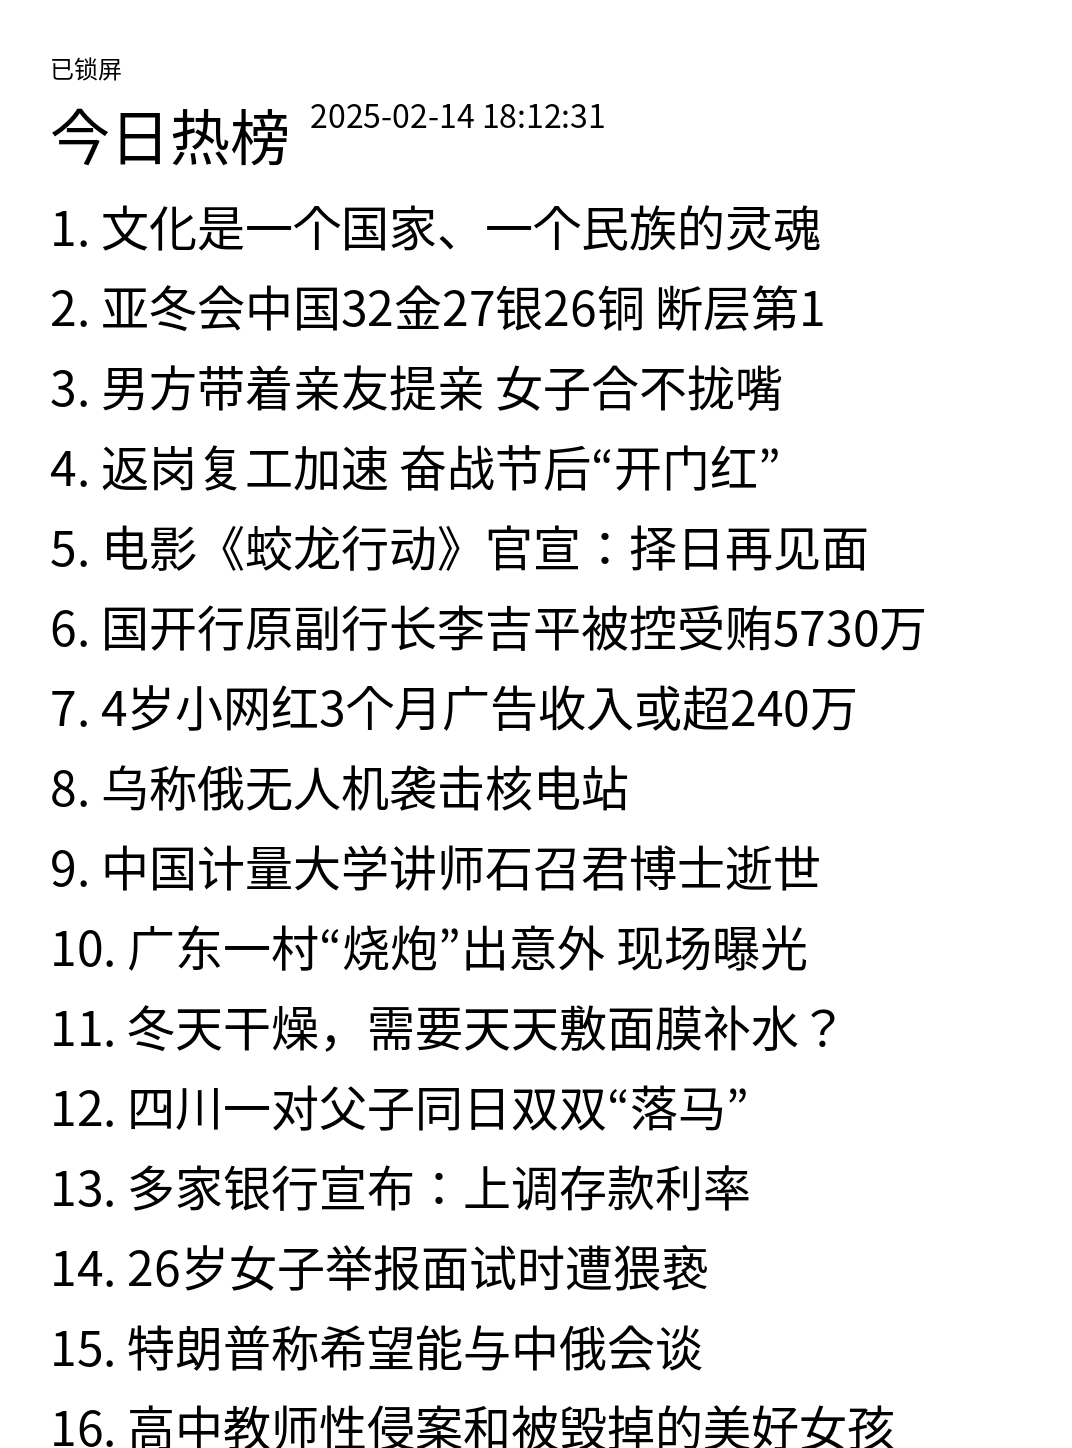 已锁屏
今日热榜 2025-02-14 18:12:31
1. 文化是一个国家、一个民族的灵魂
2. 亚冬会中国32金27银26铜 断层第1
3. 男方带着亲友提亲 女子合不拢嘴
4. 返岗复工加速 奋战节后“开门红”
5. 电影《蛟龙行动》官宣：择日再见面
6. 国开行原副行长李吉平被控受贿5730万
7. 4岁小网红3个月广告收入或超240万
8. 乌称俄无人机袭击核电站
9. 中国计量大学讲师石召君博士逝世
10. 广东一村“烧炮”出意外 现场曝光
11. 冬天干燥，需要天天敷面膜补水？
12. 四川一对父子同日双双“落马”
13. 多家银行宣布：上调存款利率
14. 26岁女子举报面试时遭猥亵
15. 特朗普称希望能与中俄会谈
16. 高中教师性侵案和被毁掉的美好女孩